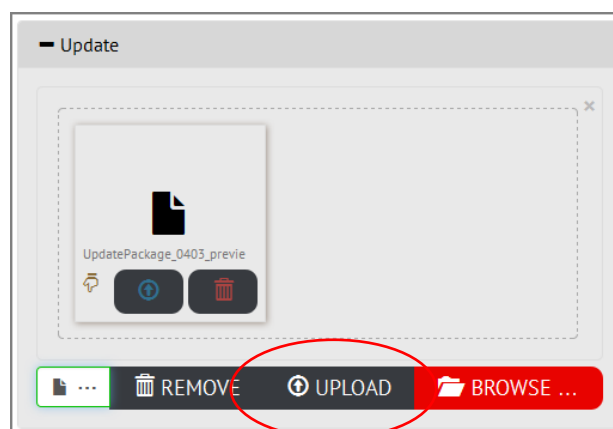 Update
×
UpdatePackage_0403_previe
... REMOVE UPLOAD BROWSE ...